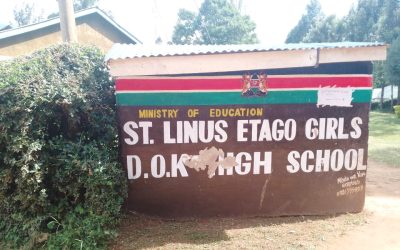 MINISTRY OF EDUCATION
ST. LINUS ETAGO GIRLS
D.O.K HIGH SCHOOL